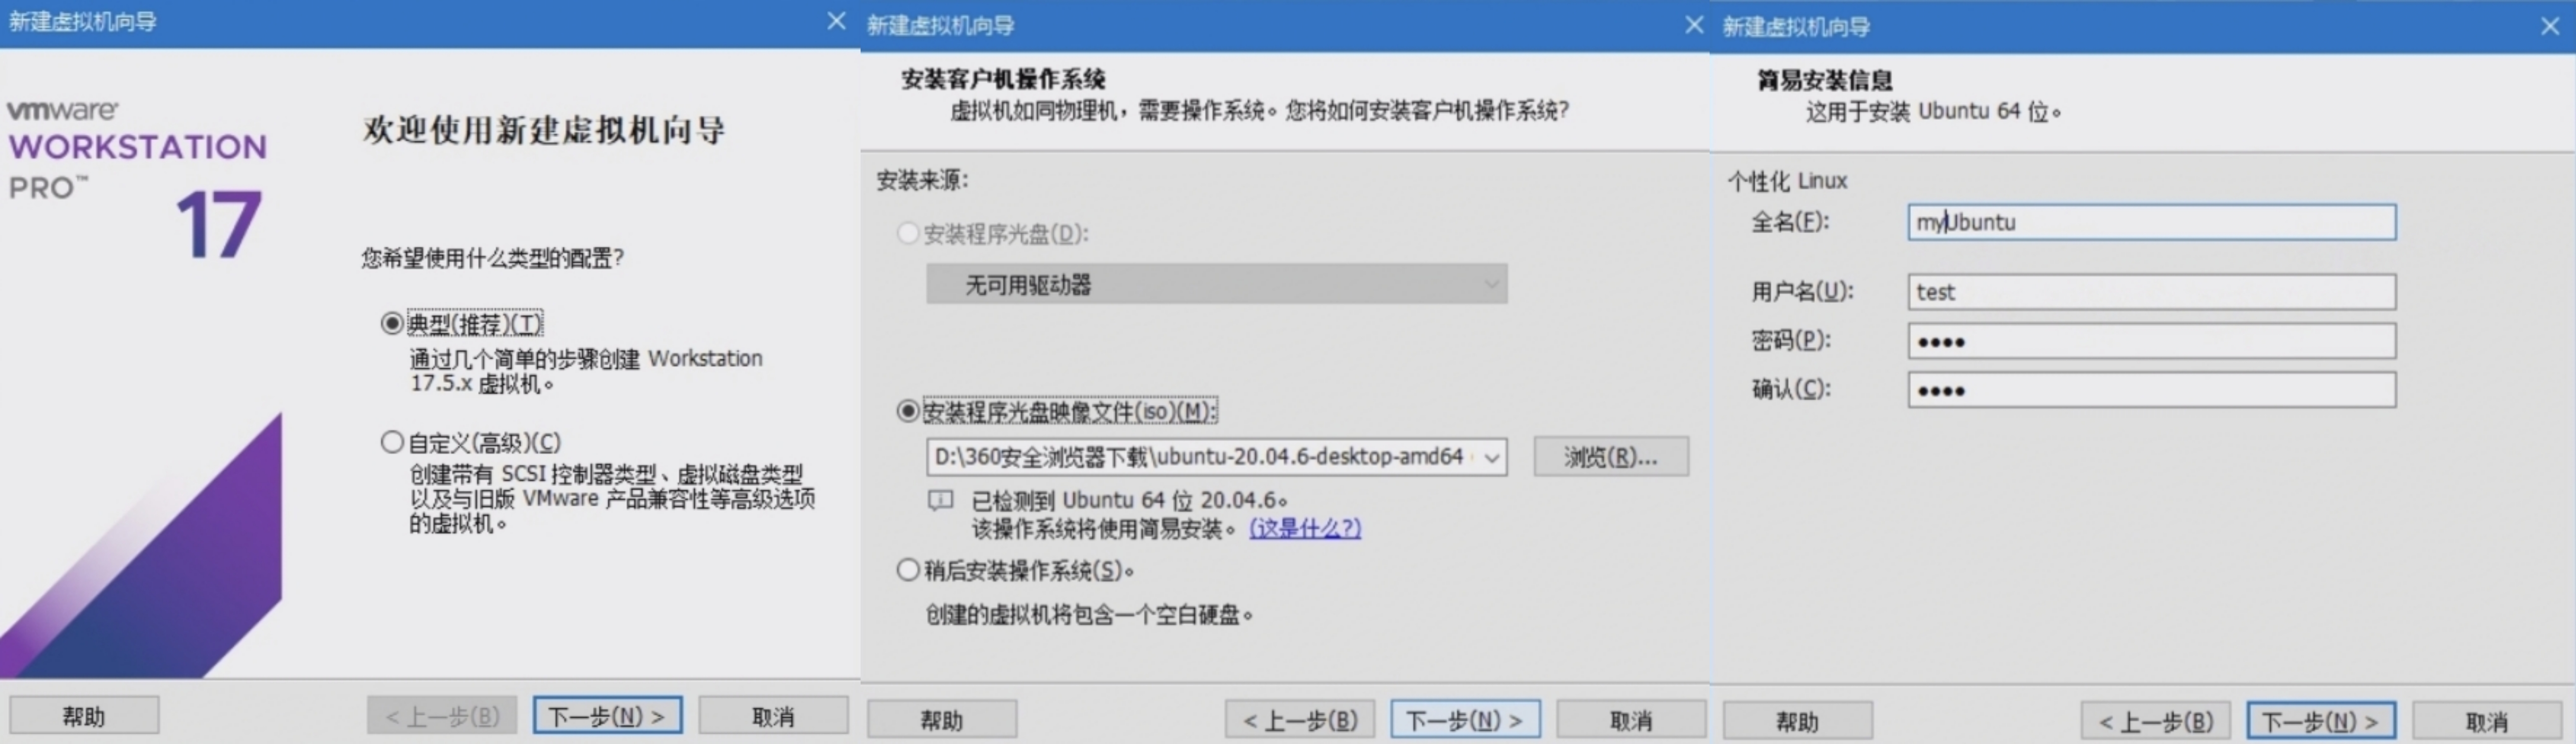 新建虚拟机向导
vmware
WORKSTATION
PRO™
17
欢迎使用新建虚拟机向导
您希望使用什么类型的配置?
典型(推荐)(T)
通过几个简单的步骤创建 Workstation
17.5.x 虚拟机。
自定义(高级)(C)
创建带有 SCSI 控制器类型、虚拟磁盘类型
以及与旧版 VMware 产品兼容性等高级选项
的虚拟机。
帮助
< 上一步(B)
下一步(N) >
取消
新建虚拟机向导
安装客户机操作系统
虚拟机如同物理机，需要操作系统。您将如何安装客户机操作系统?
安装来源:
安装程序光盘(D):
无可用驱动器
安装程序光盘映像文件(iso)(M):
D:\360安全浏览器下载\ubuntu-20.04.6-desktop-amd64
浏览(R)...
已检测到 Ubuntu 64 位 20.04.6。
该操作系统将使用简易安装。 (这是什么?)
稍后安装操作系统(S)。
创建的虚拟机将包含一个空白硬盘。
帮助
< 上一步(B)
下一步(N) >
取消
新建虚拟机向导
简易安装信息
这用于安装 Ubuntu 64 位。
个性化 Linux
全名(F):
myUbuntu
用户名(U):
test
密码(P):
●●●●
确认(C):
●●●●
帮助
< 上一步(B)
下一步(N) >
取消